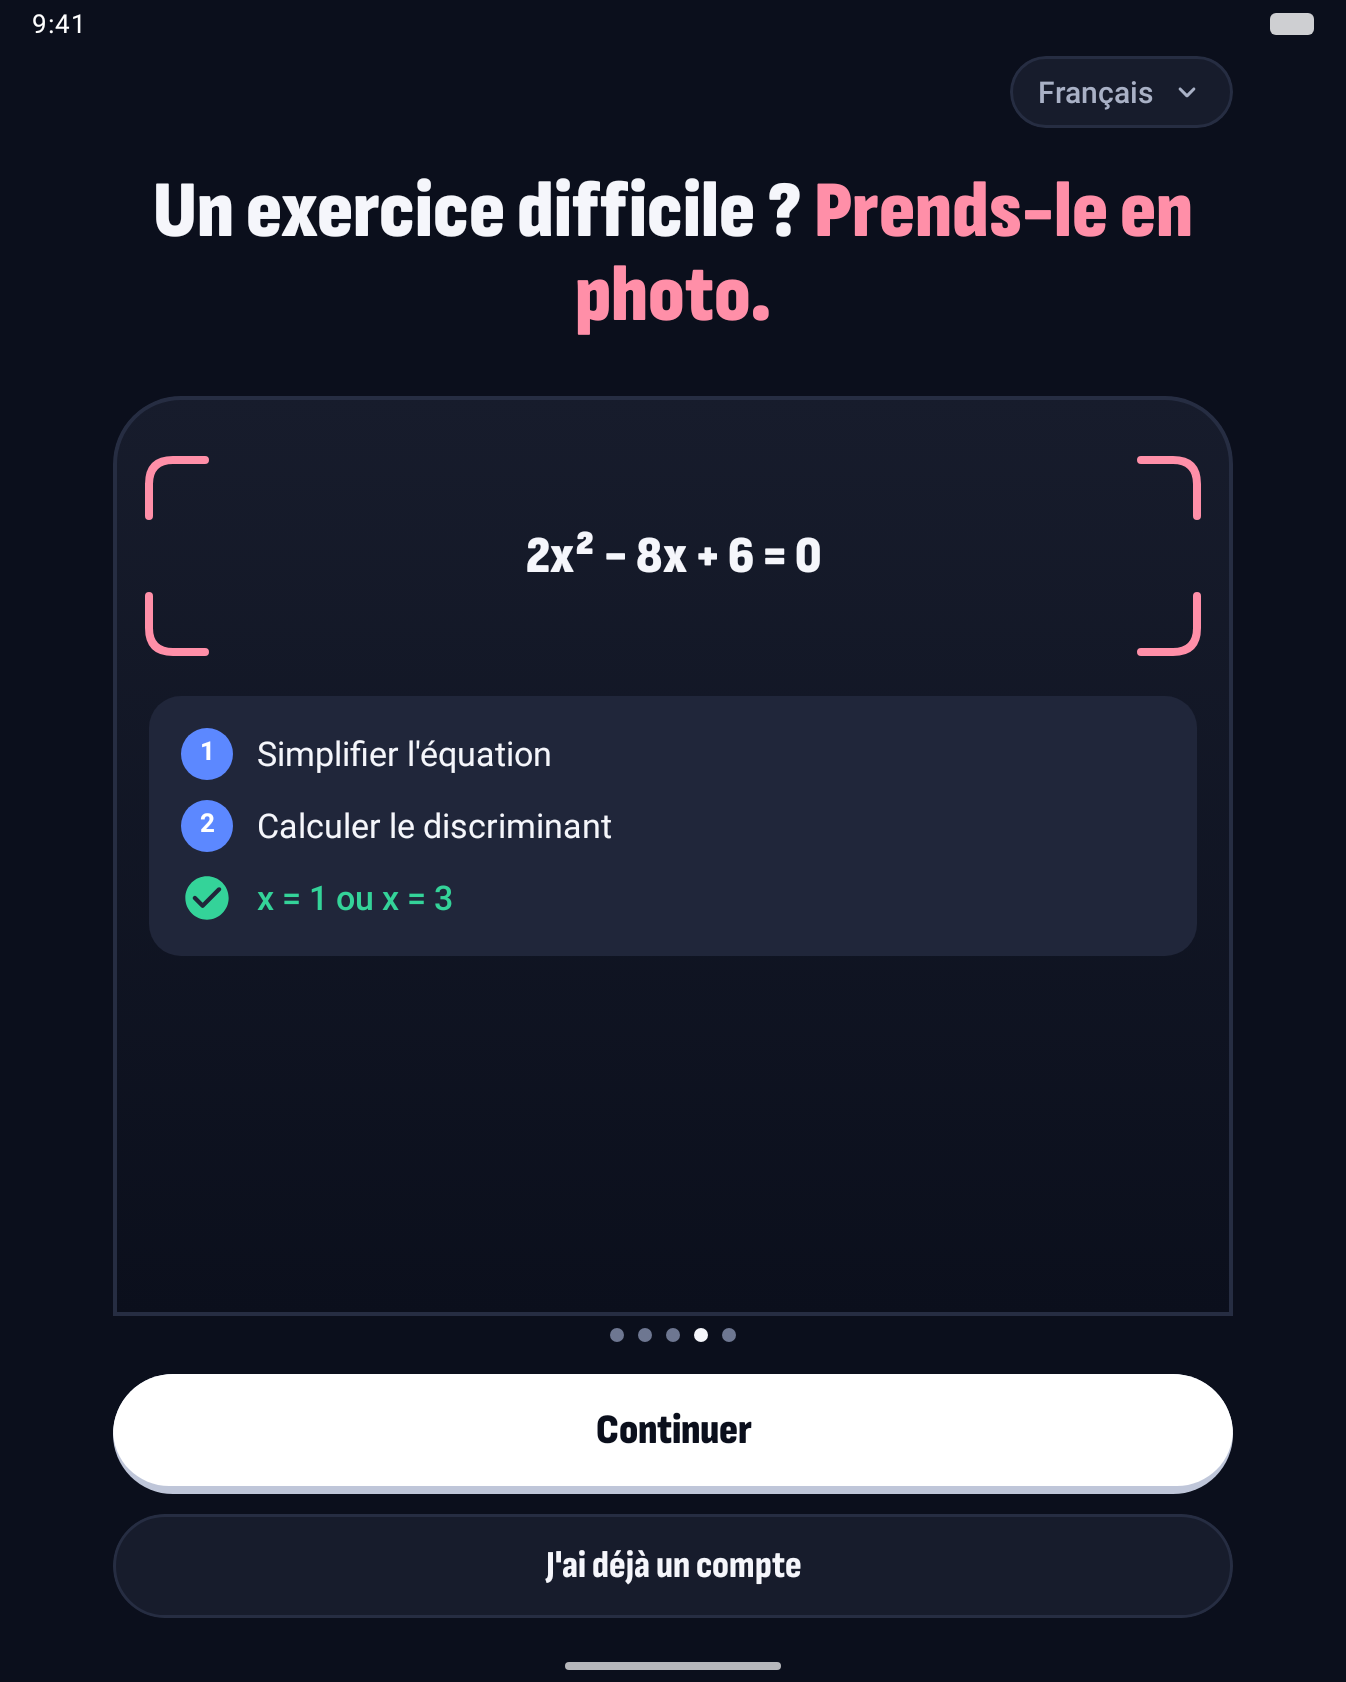 9:41
Français
Un exercice difficile ? Prends-le en
photo.
2x² - 8x + 6 = 0
1 Simplifier l'équation
2 Calculer le discriminant
x = 1 ou x = 3
Continuer
J'ai déjà un compte